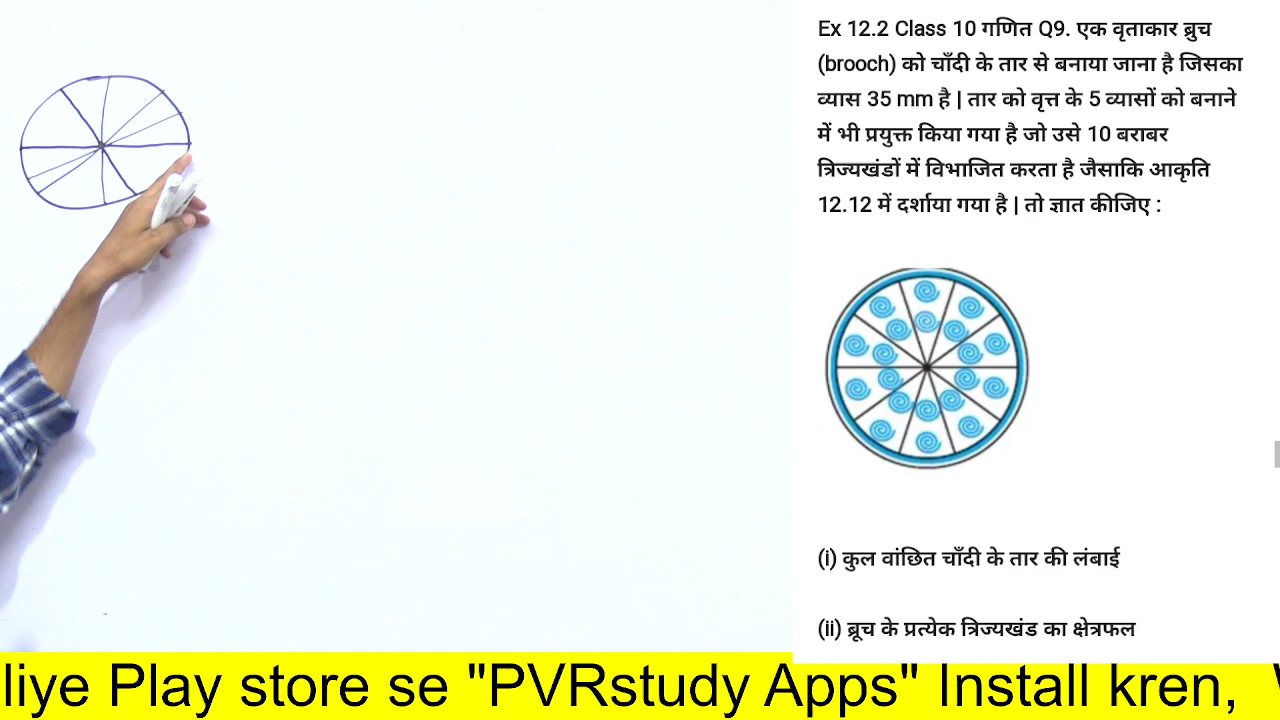 Ex 12.2 Class 10 गणित Q9. एक वृताकार ब्रुच
(brooch) को चाँदी के तार से बनाया जाना है जिसका
व्यास 35 mm है | तार को वृत्त के 5 व्यासों को बनाने
में भी प्रयुक्त किया गया है जो उसे 10 बराबर
त्रिज्यखंडों में विभाजित करता है जैसाकि आकृति
12.12 में दर्शाया गया है | तो ज्ञात कीजिए :
(i) कुल वांछित चाँदी के तार की लंबाई
(ii) ब्रूच के प्रत्येक त्रिज्यखंड का क्षेत्रफल
liye Play store se "PVRstudy Apps" Install kren,